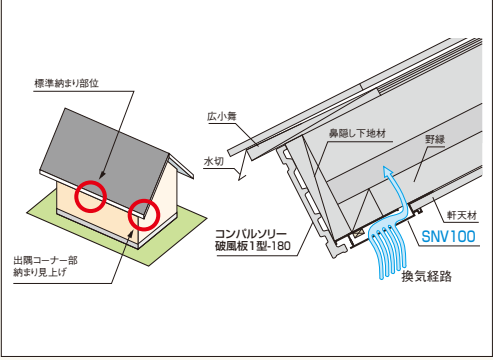 標準納まり部位
広小舞
鼻隠し下地材
野縁
水切
コンバルソリー
破風板1型-180
軒天材
SNV100
換気経路
出隅コーナー部
納まり見上げ